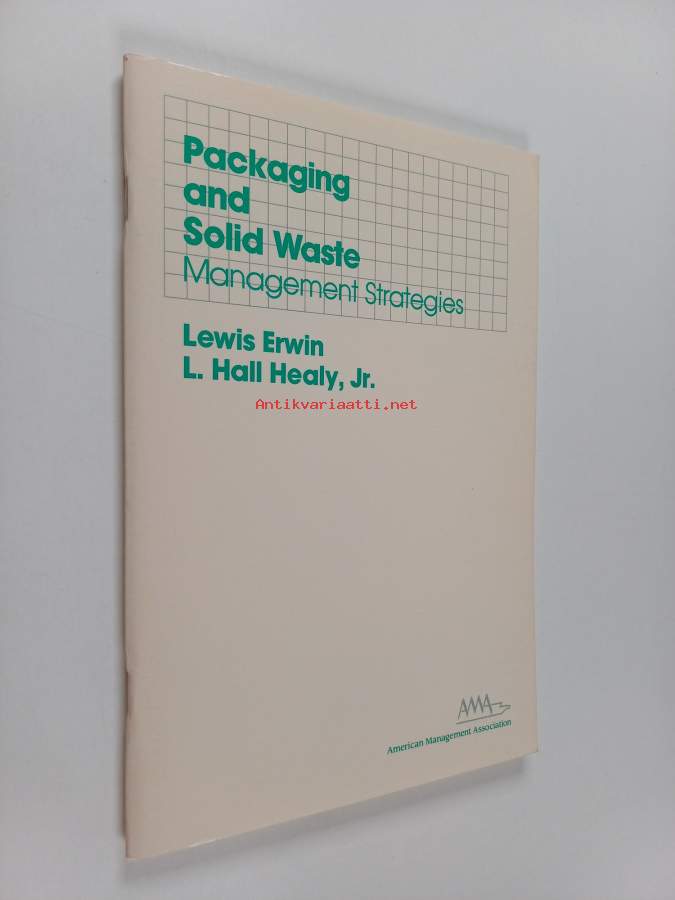 Packaging
and
Solid Waste
Management Strategies
Lewis Erwin
L. Hall Healy, Jr.
Antikvariaatti.net
AMA
American Management Association